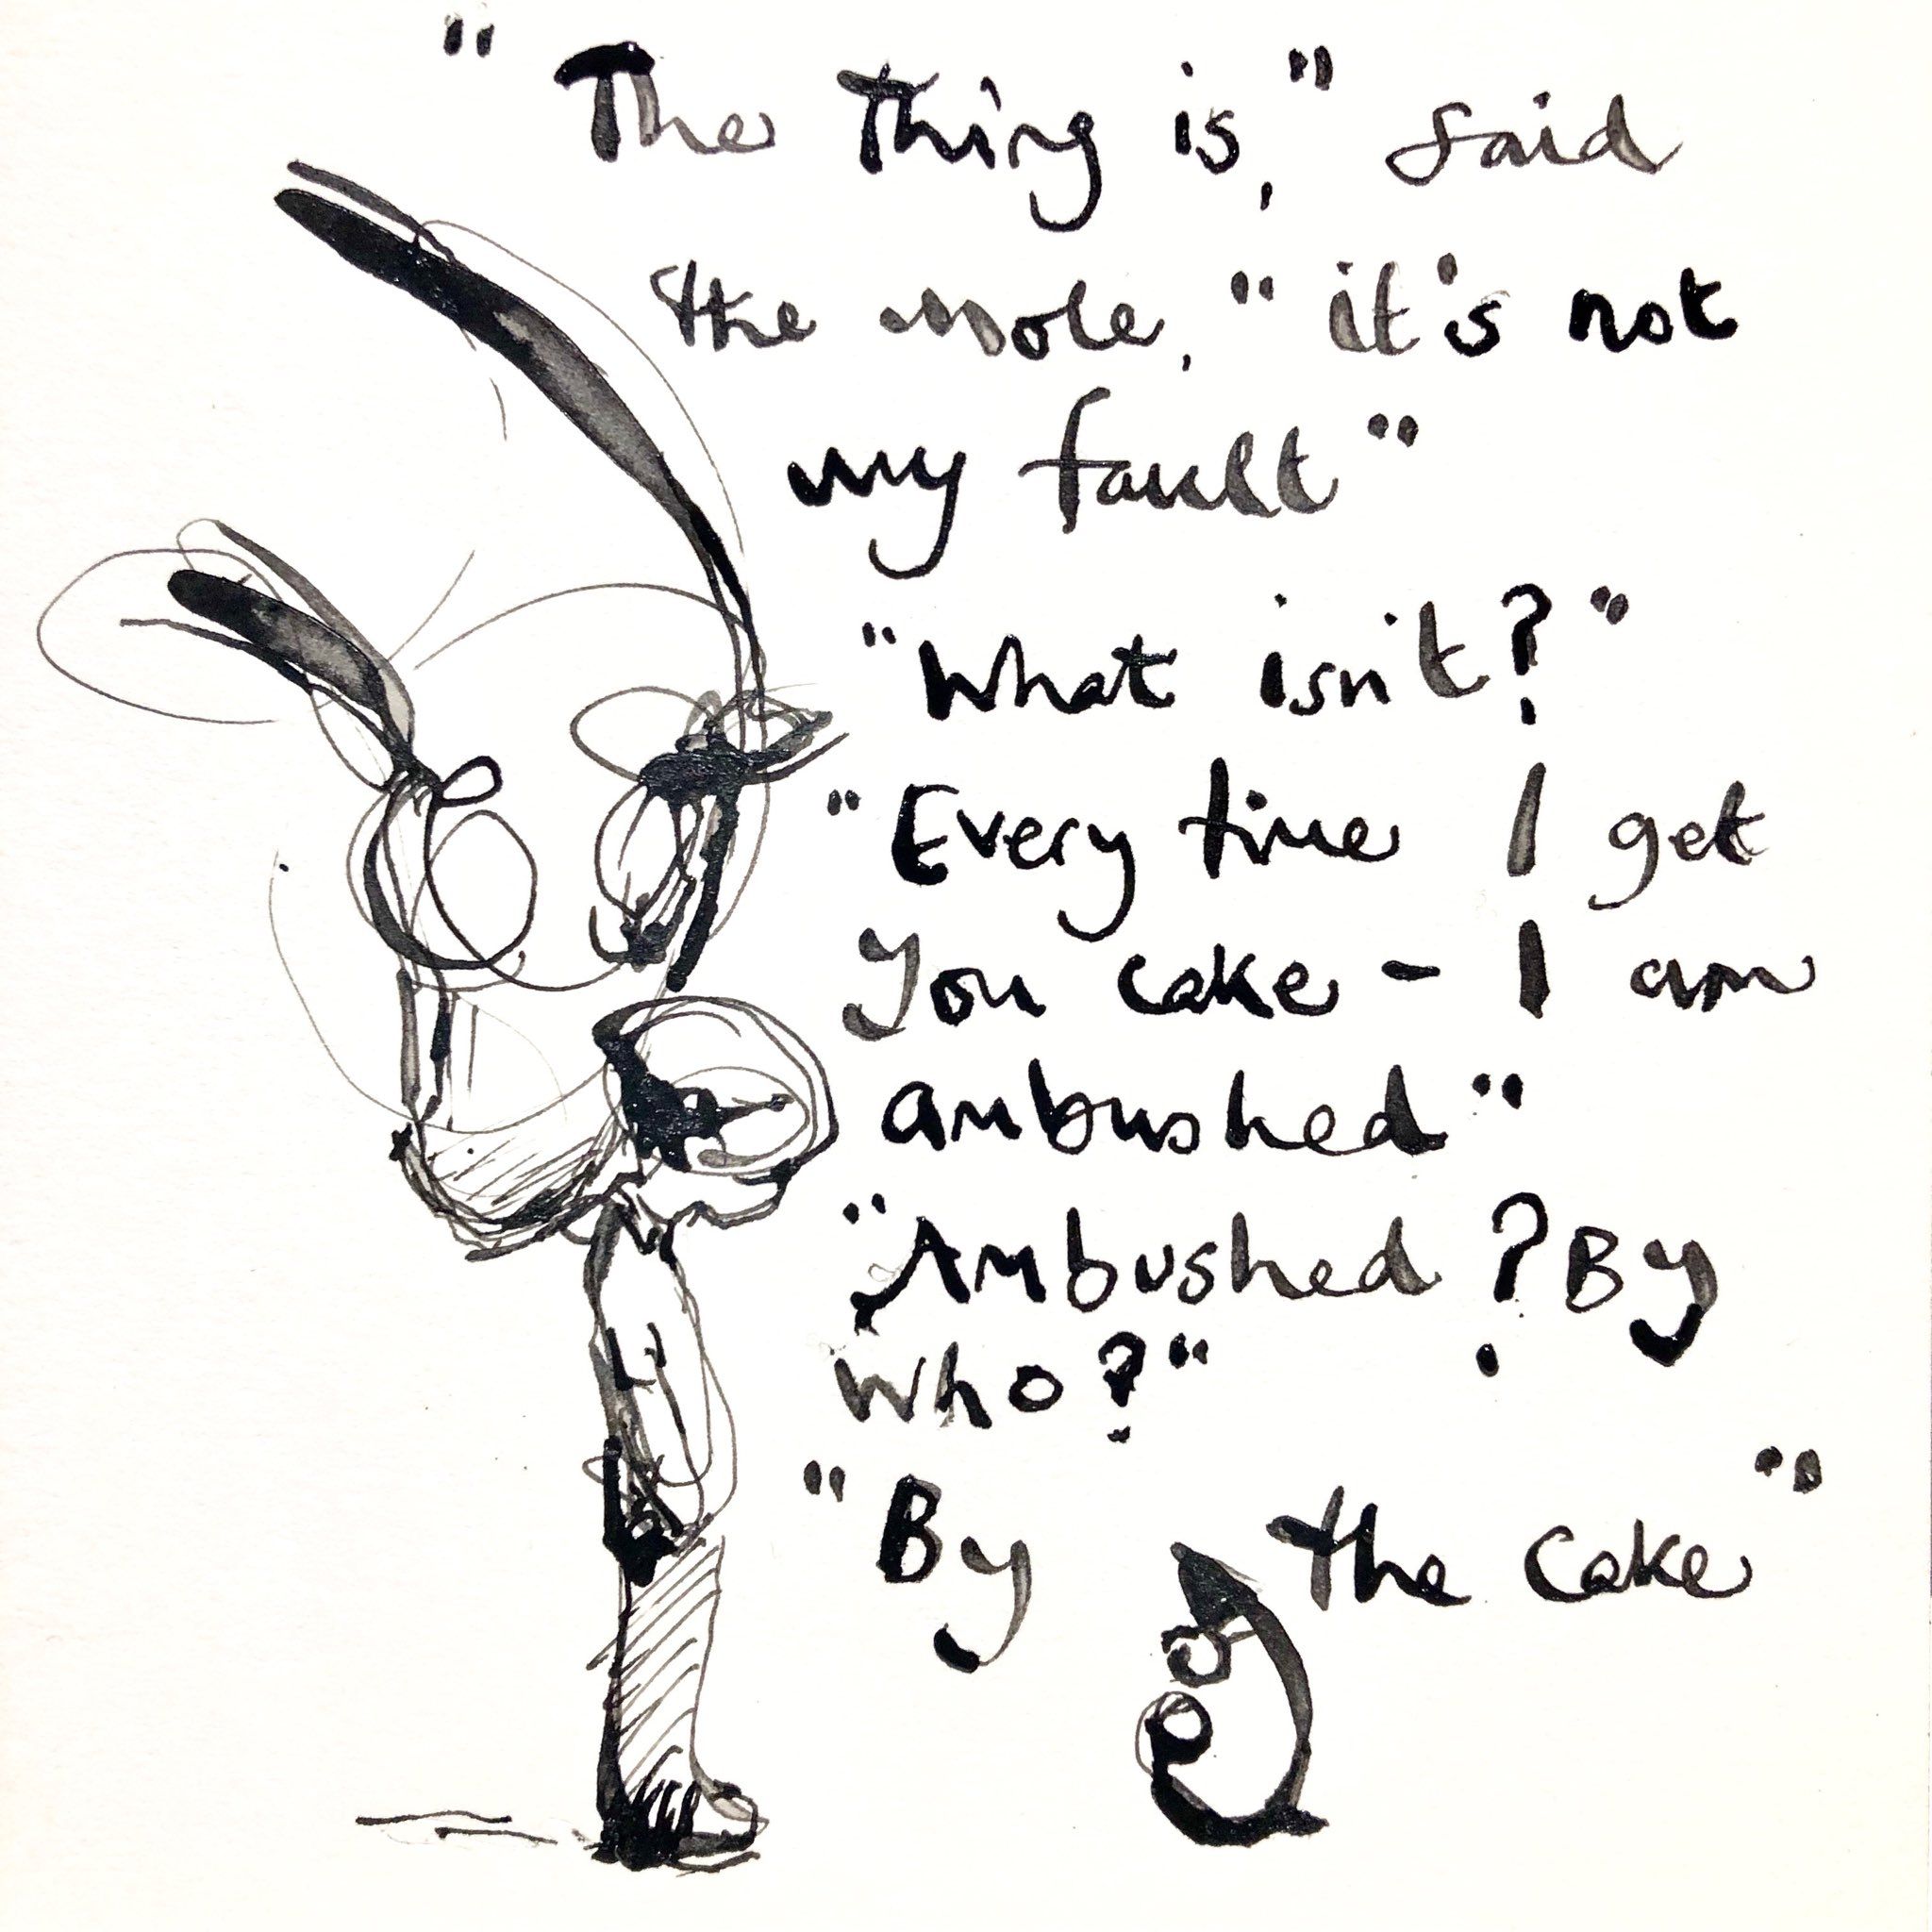 "The thing is," said
the mole, "it's not
my fault"
"What isn't?"
"Every time I get
you cake - I am
ambushed"
"Ambushed? By
who?"
"By the cake"